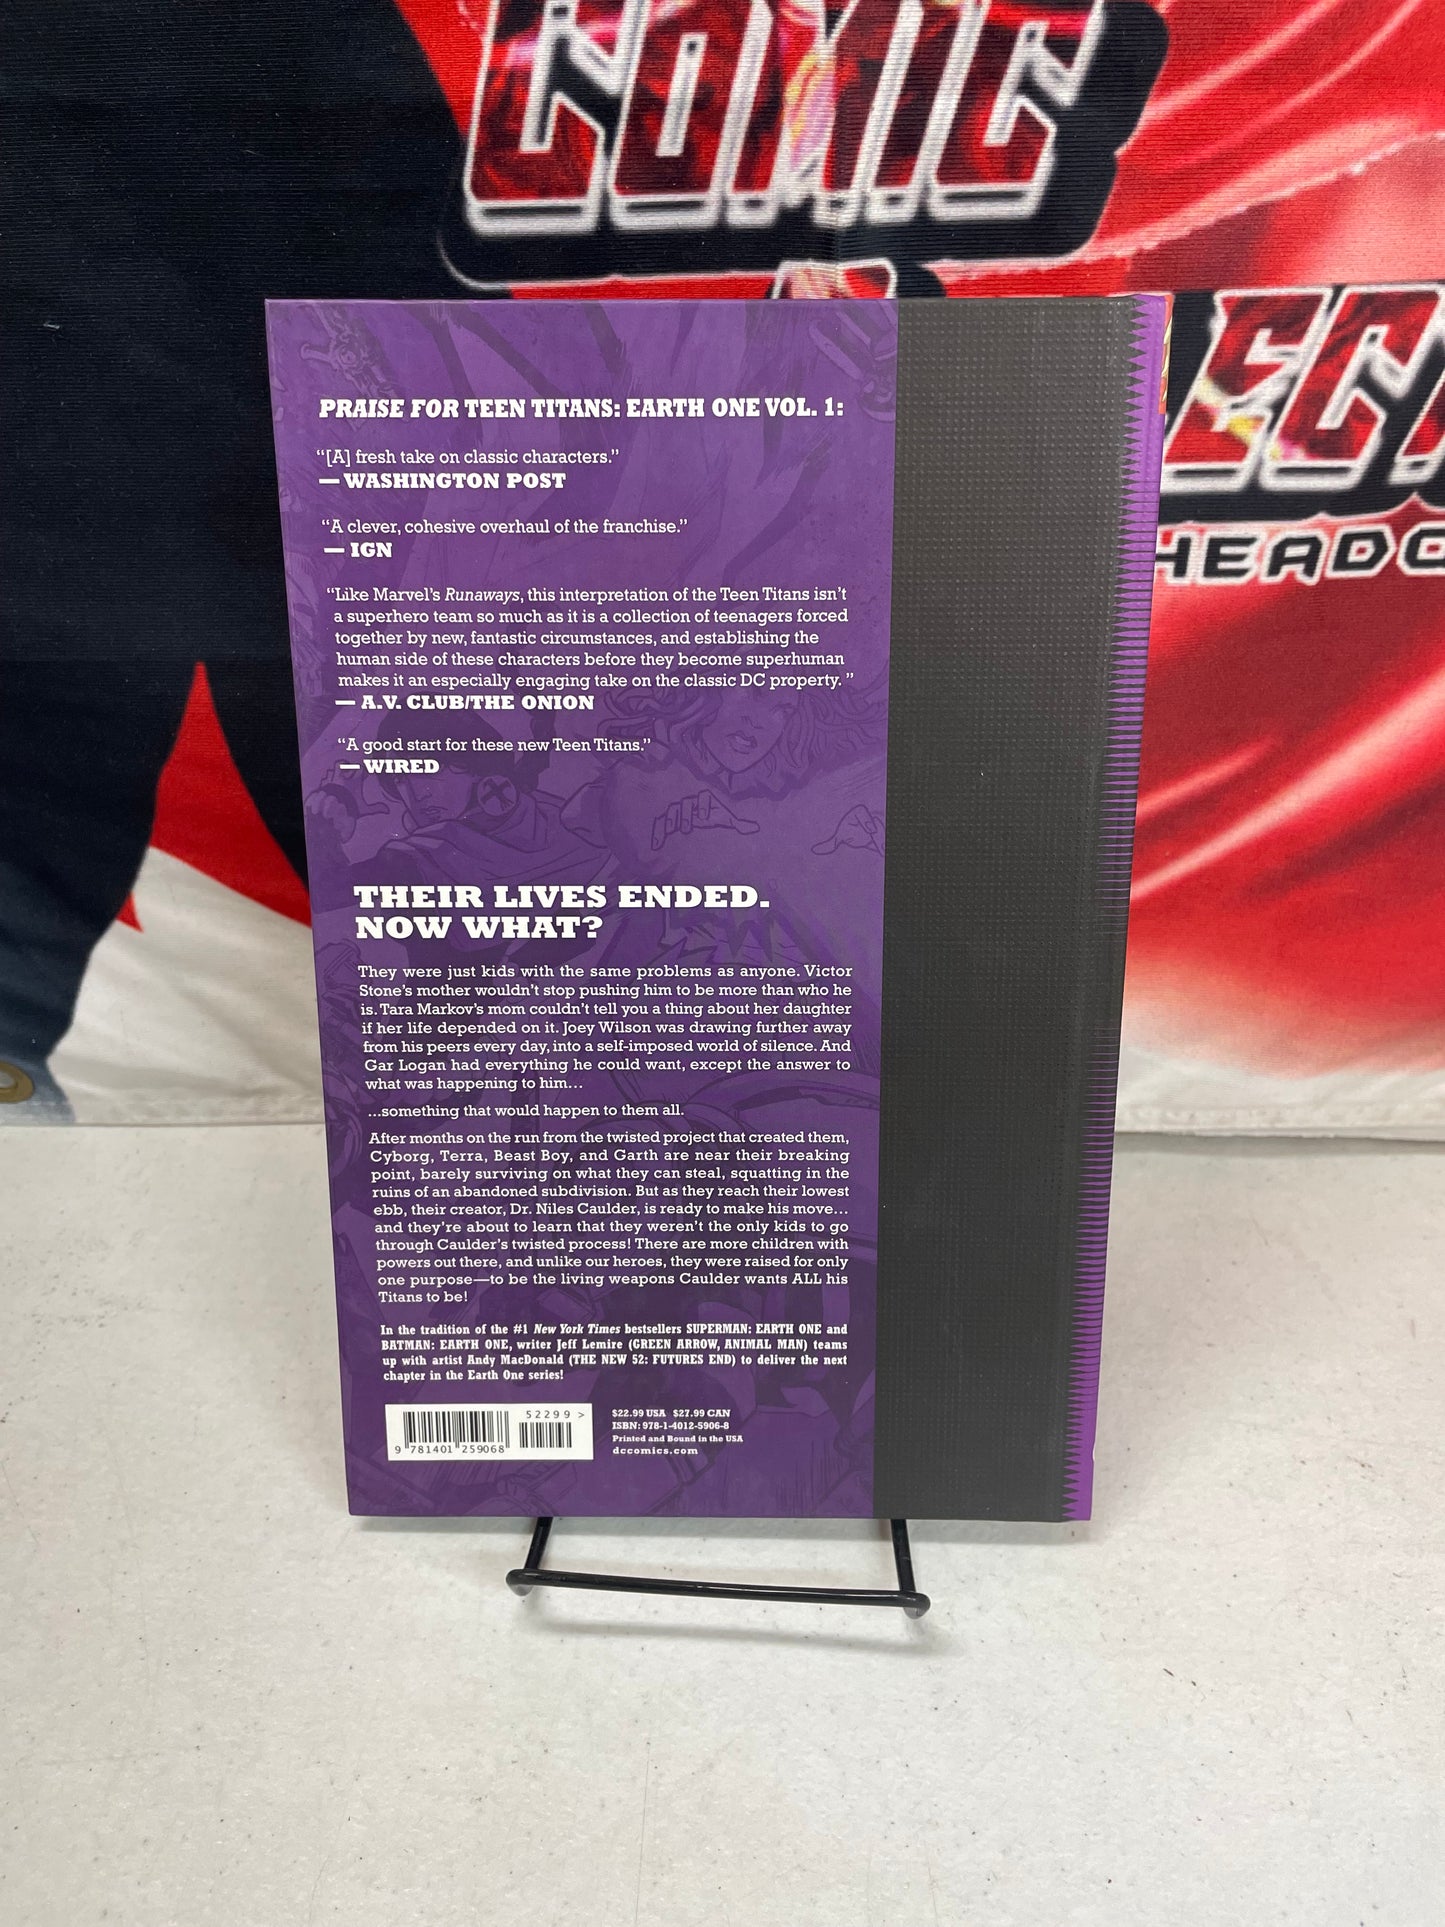 COMIC
HEADO
PRAISE FOR TEEN TITANS: EARTH ONE VOL. 1:
“[A] fresh take on classic characters.”
— WASHINGTON POST
“A clever, cohesive overhaul of the franchise.”
— IGN
“Like Marvel’s Runaways, this interpretation of the Teen Titans isn’t
a superhero team so much as it is a collection of teenagers forced
together by new, fantastic circumstances, and establishing the
human side of these characters before they become superhuman
makes it an especially engaging take on the classic DC property. ”
— A.V. CLUB/THE ONION
“A good start for these new Teen Titans.”
— WIRED
THEIR LIVES ENDED.
NOW WHAT?
They were just kids with the same problems as anyone. Victor
Stone’s mother wouldn’t stop pushing him to be more than who he
is. Tara Markov’s mom couldn’t tell you a thing about her daughter
if her life depended on it. Joey Wilson was drawing further away
from his peers every day, into a self-imposed world of silence. And
Gar Logan had everything he could want, except the answer to
what was happening to him...
...something that would happen to them all.
After months on the run from the twisted project that created them,
Cyborg, Terra, Beast Boy, and Garth are near their breaking
point, barely surviving on what they can steal, squatting in the
ruins of an abandoned subdivision. But as they reach their lowest
ebb, their creator, Dr. Niles Caulder, is ready to make his move...
and they’re about to learn that they weren’t the only kids to go
through Caulder’s twisted process! There are more children with
powers out there, and unlike our heroes, they were raised for only
one purpose—to be the living weapons Caulder wants ALL his
Titans to be!
In the tradition of the #1 New York Times bestsellers SUPERMAN: EARTH ONE and
BATMAN: EARTH ONE, writer Jeff Lemire (GREEN ARROW, ANIMAL MAN) teams
up with artist Andy MacDonald (THE NEW 52: FUTURES END) to deliver the next
chapter in the Earth One series!
52299 >
9 781401 259068
$22.99 USA $27.99 CAN
ISBN: 978-1-4012-5906-8
Printed and Bound in the USA
dccomics.com